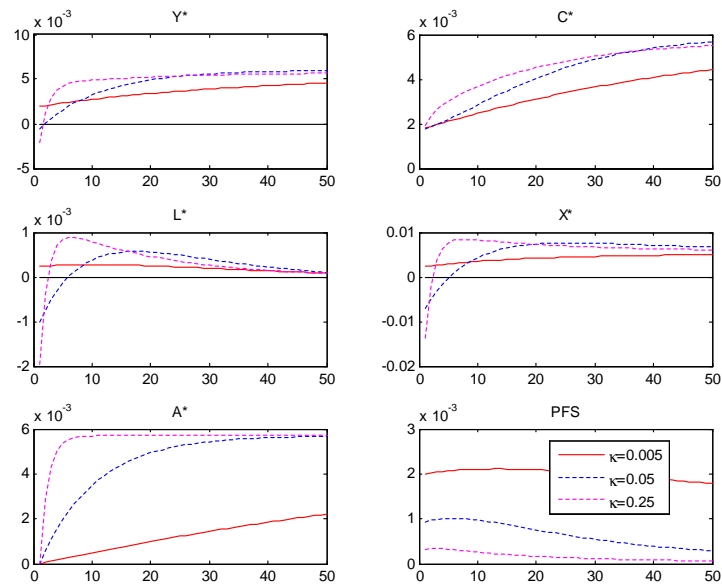 x 10⁻³ Y* x 10⁻³ C*
10 5 0 -5
0 10 20 30 40 50
6 4 2 0
0 10 20 30 40 50
x 10⁻³ L* X*
1 0 -1 -2
0 10 20 30 40 50
0.01 0 -0.01 -0.02
0 10 20 30 40 50
x 10⁻³ A* x 10⁻³ PFS
6 4 2 0
0 10 20 30 40 50
3 2 1 0
0 10 20 30 40 50
κ=0.005
κ=0.05
κ=0.25